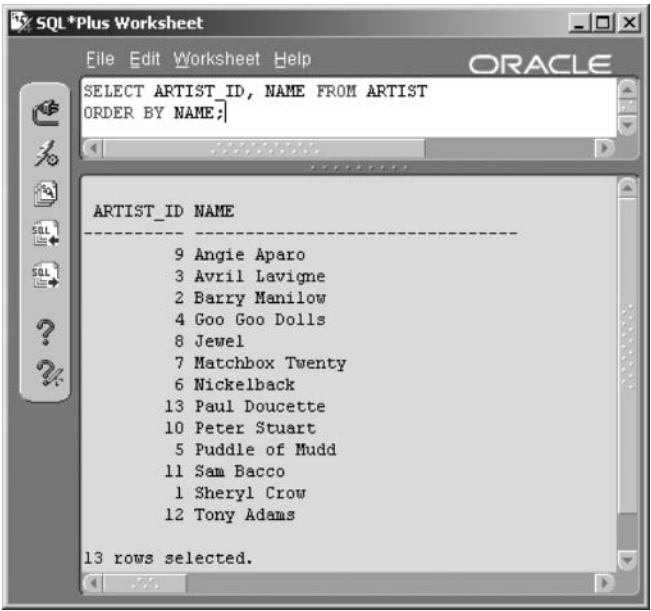 SQL*Plus Worksheet
File Edit Worksheet Help
ORACLE
SELECT ARTIST_ID, NAME FROM ARTIST
ORDER BY NAME;
ARTIST_ID NAME
---------- --------------------------------
9 Angie Aparo
3 Avril Lavigne
2 Barry Manilow
4 Goo Goo Dolls
8 Jewel
7 Matchbox Twenty
6 Nickelback
13 Paul Doucette
10 Peter Stuart
5 Puddle of Mudd
11 Sam Bacco
1 Sheryl Crow
12 Tony Adams
13 rows selected.
SQL
SQL